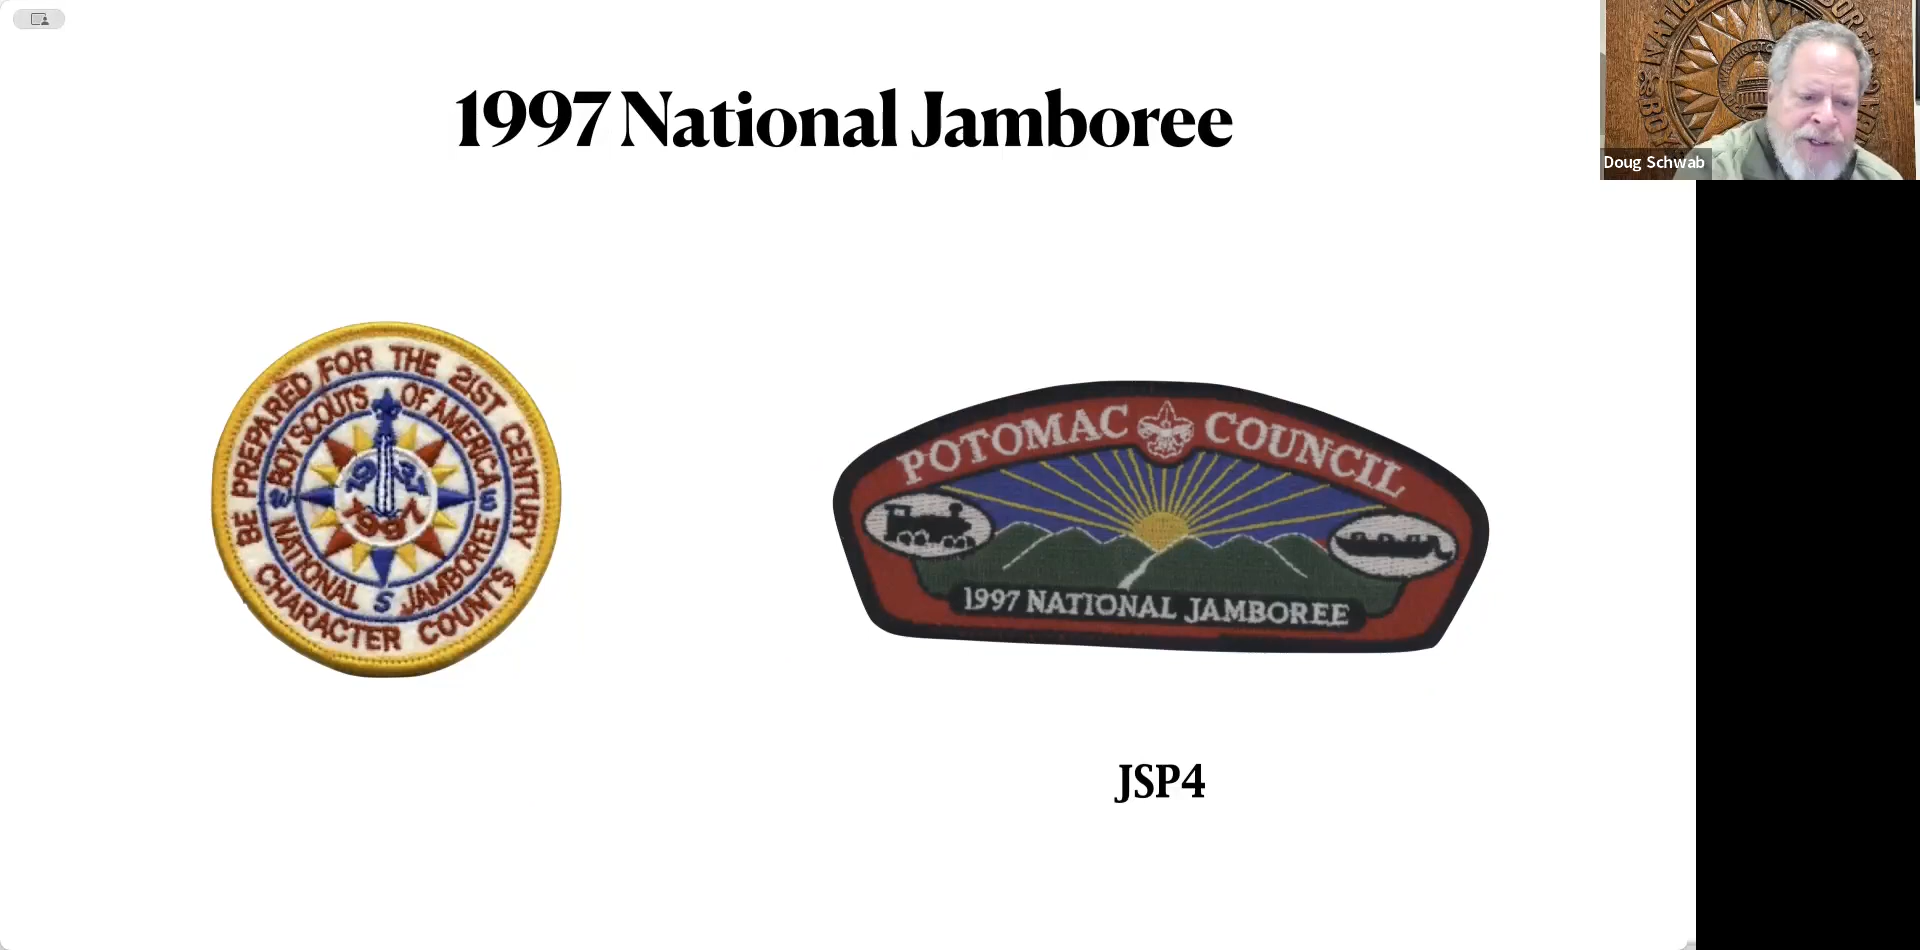 1997 National Jamboree
Doug Schwab
BE PREPARED FOR THE 21ST CENTURY
BOY SCOUTS OF AMERICA
W
E
1997
NATIONAL S JAMBOREE
CHARACTER COUNTS
POTOMAC COUNCIL
1997 NATIONAL JAMBOREE
JSP4